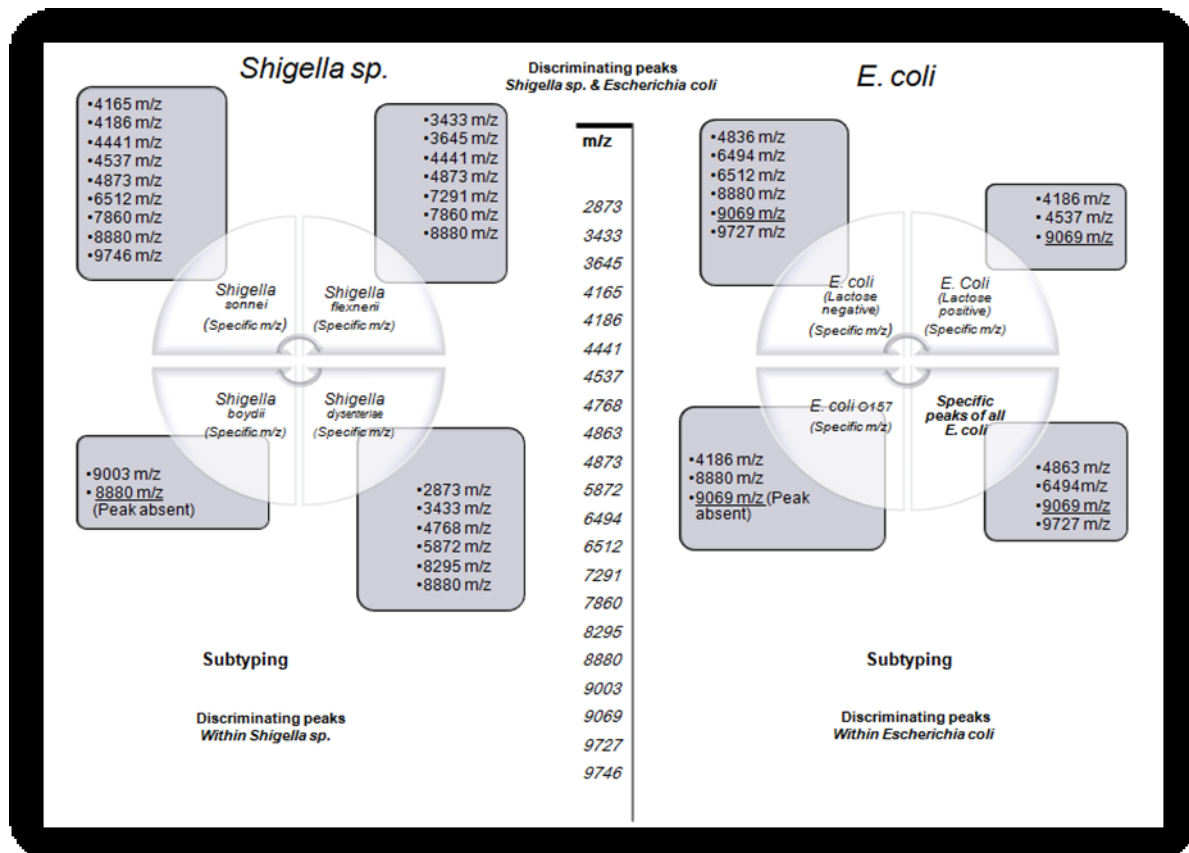 Shigella sp.
•4165 m/z
•4186 m/z
•4441 m/z
•4537 m/z
•4873 m/z
•6512 m/z
•7860 m/z
•8880 m/z
•9746 m/z
•3433 m/z
•3645 m/z
•4441 m/z
•4873 m/z
•7291 m/z
•7860 m/z
•8880 m/z
Shigella
sonnei
(Specific m/z)
Shigella
flexnerii
(Specific m/z)
Shigella
boydii
(Specific m/z)
Shigella
dysenteriae
(Specific m/z)
•9003 m/z
• 8880 m/z
(Peak absent)
•2873 m/z
•3433 m/z
•4768 m/z
•5872 m/z
•8295 m/z
•8880 m/z
Subtyping
Discriminating peaks
Within Shigella sp.
Discriminating peaks
Shigella sp. & Escherichia coli
m/z
2873
3433
3645
4165
4186
4441
4537
4768
4863
4873
5872
6494
6512
7291
7860
8295
8880
9003
9069
9727
9746
E. coli
•4836 m/z
•6494 m/z
•6512 m/z
•8880 m/z
•9069 m/z
•9727 m/z
•4186 m/z
• 4537 m/z
• 9069 m/z
E. coli
(Lactose
negative)
(Specific m/z)
E. Coli
(Lactose
positive)
(Specific m/z)
E. coli O157
(Specific m/z)
Specific
peaks of all
E. coli
•4186 m/z
•8880 m/z
•9069 m/z (Peak
absent)
•4863 m/z
•6494m/z
•9069 m/z
•9727 m/z
Subtyping
Discriminating peaks
Within Escherichia coli